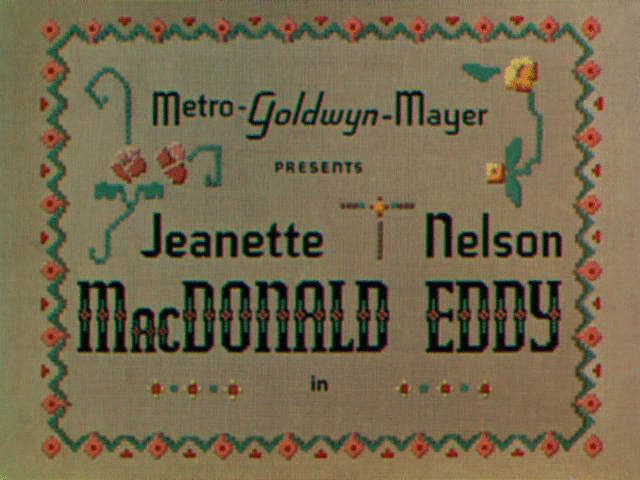 Metro-Goldwyn-Mayer
PRESENTS
Jeanette Nelson
MacDONALD EDDY
in